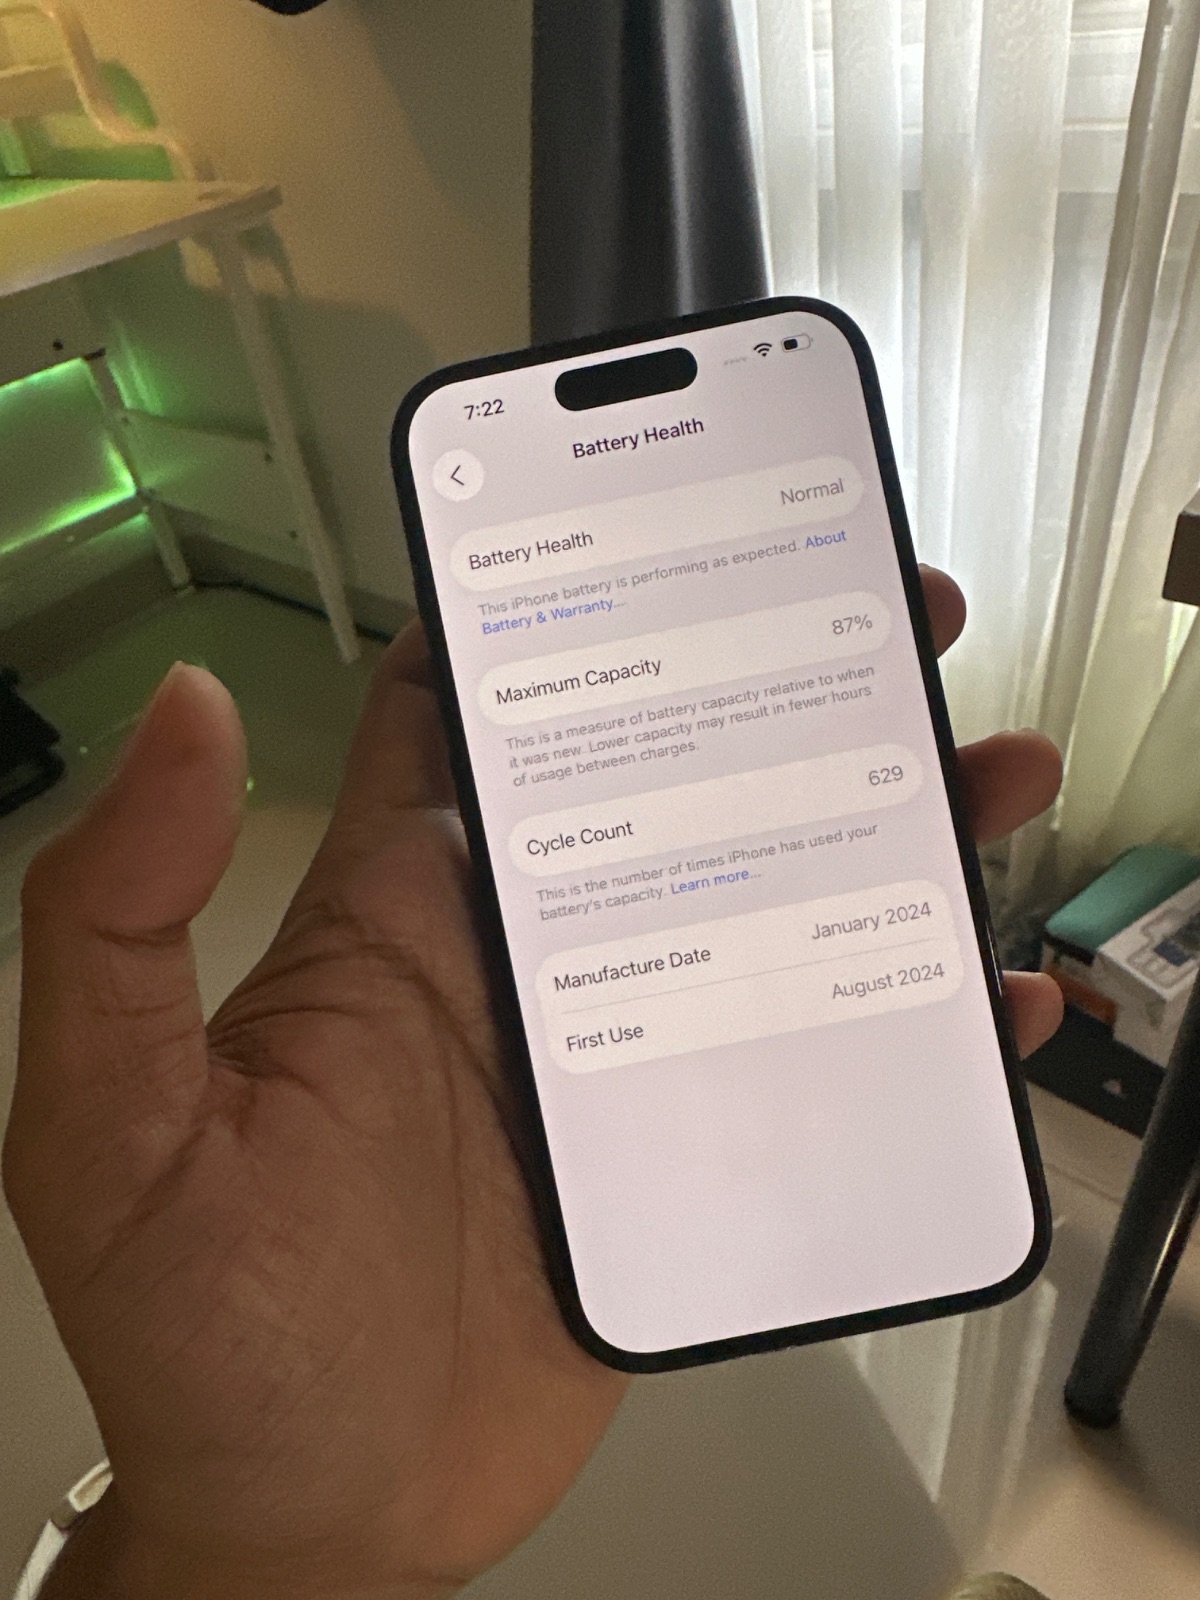 7:22
Battery Health
Battery Health Normal
This iPhone battery is performing as expected. About
Battery & Warranty...
Maximum Capacity 87%
This is a measure of battery capacity relative to when
it was new. Lower capacity may result in fewer hours
of usage between charges.
Cycle Count 629
This is the number of times iPhone has used your
battery's capacity. Learn more...
Manufacture Date January 2024
First Use August 2024